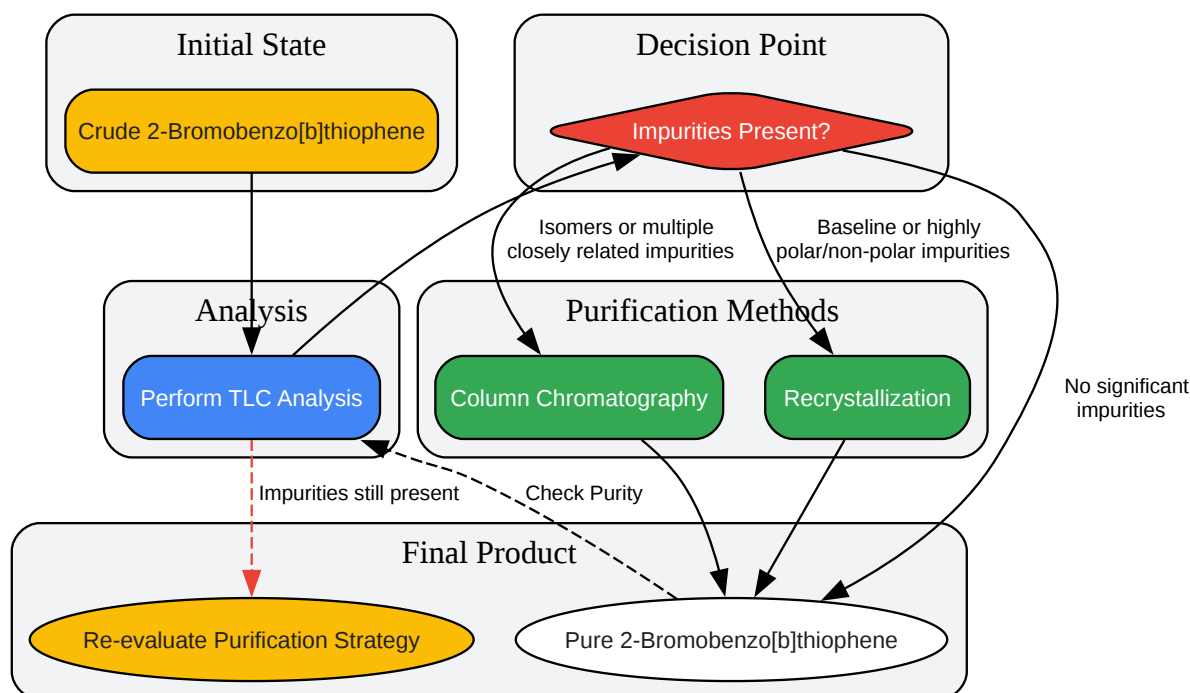 Initial State
Decision Point
Crude 2-Bromobenzo[b]thiophene
Impurities Present?
Isomers or multiple
closely related impurities
Baseline or highly
polar/non-polar impurities
Analysis
Purification Methods
Perform TLC Analysis
Column Chromatography
Recrystallization
No significant
impurities
Impurities still present
Check Purity
Final Product
Re-evaluate Purification Strategy
Pure 2-Bromobenzo[b]thiophene